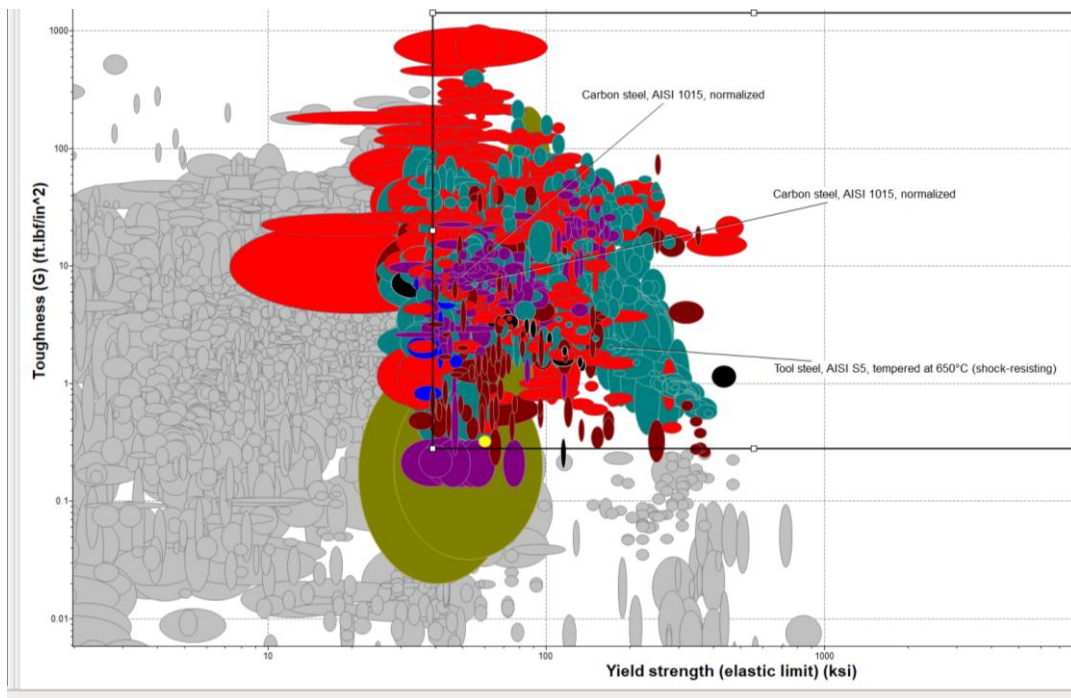 1000
Carbon steel, AISI 1015, normalized
100
Carbon steel, AISI 1015, normalized
10
Toughness (G) (ft.lbf/in^2)
Tool steel, AISI S5, tempered at 650°C (shock-resisting)
1
0.1
0.01
10
100
1000
Yield strength (elastic limit) (ksi)